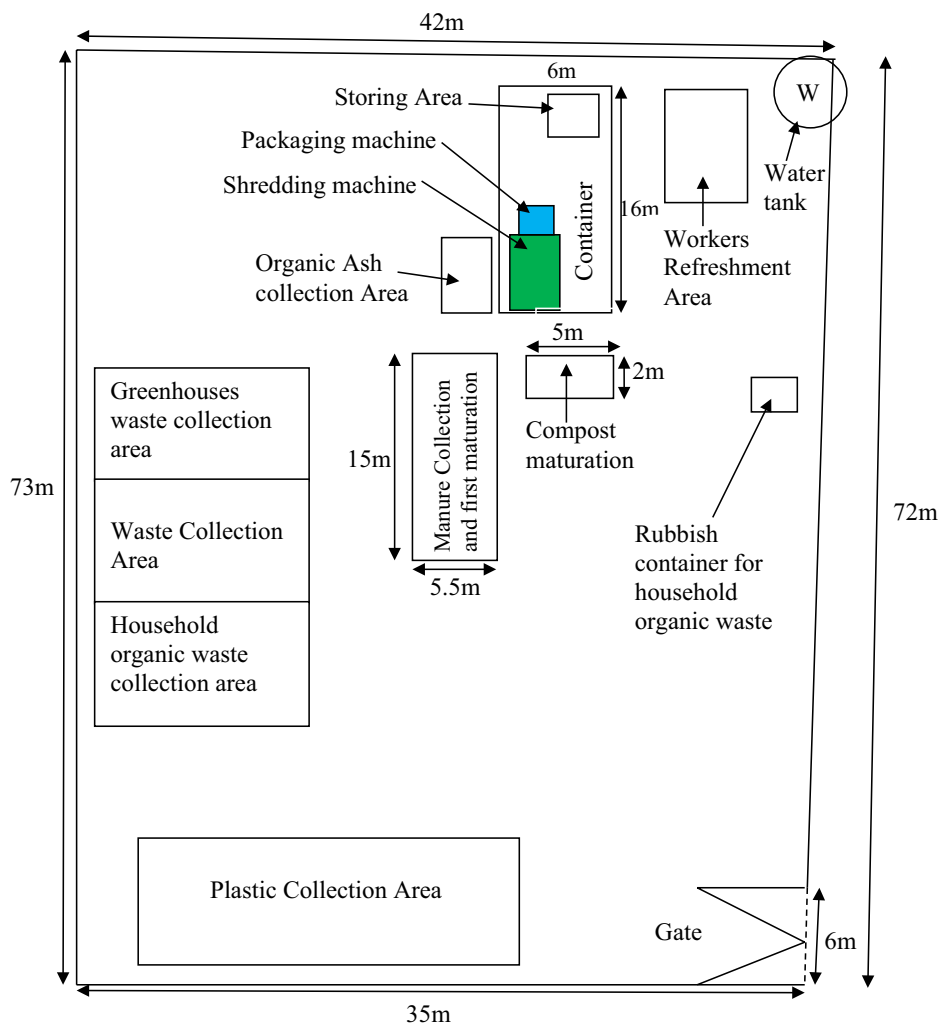 42m
6m
Storing Area
W
Packaging machine
Water
tank
Shredding machine
Container
16m
Workers
Refreshment
Area
Organic Ash
collection Area
5m
2m
Greenhouses
waste collection
area
Manure Collection
and first maturation
Compost
maturation
15m
73m
72m
Waste Collection
Area
Rubbish
container for
household
organic waste
5.5m
Household
organic waste
collection area
Plastic Collection Area
Gate
6m
35m